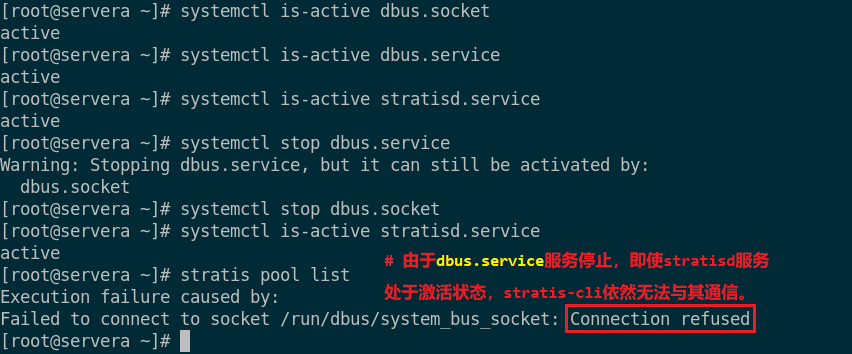 [root@servera ~]# systemctl is-active dbus.socket
active
[root@servera ~]# systemctl is-active dbus.service
active
[root@servera ~]# systemctl is-active stratisd.service
active
[root@servera ~]# systemctl stop dbus.service
Warning: Stopping dbus.service, but it can still be activated by:
  dbus.socket
[root@servera ~]# systemctl stop dbus.socket
[root@servera ~]# systemctl is-active stratisd.service
active
# 由于dbus.service服务停止，即使stratisd服务
[root@servera ~]# stratis pool list
处于激活状态，stratis-cli依然无法与其通信。
Execution failure caused by:
Failed to connect to socket /run/dbus/system_bus_socket: Connection refused
[root@servera ~]#